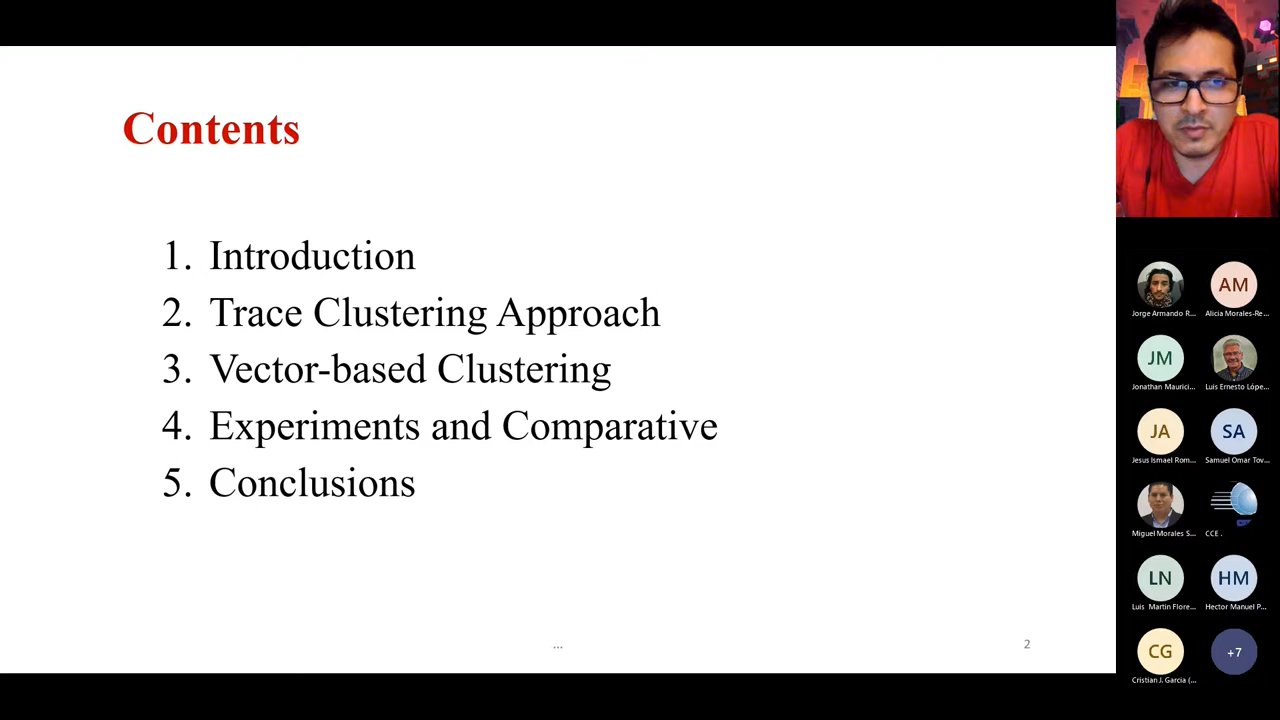 Contents
1. Introduction
2. Trace Clustering Approach
3. Vector-based Clustering
4. Experiments and Comparative
5. Conclusions
...
2
AM
Jorge Armando R...
Alicia Morales-Re...
JM
Jonathan Maurici...
Luis Ernesto Lópe...
JA
SA
Jesus Ismael Rom...
Samuel Omar Tov...
Miguel Morales S...
CCE .
LN
HM
Luis Martin Flore...
Hector Manuel P...
CG
+7
Cristian J. Garcia (...